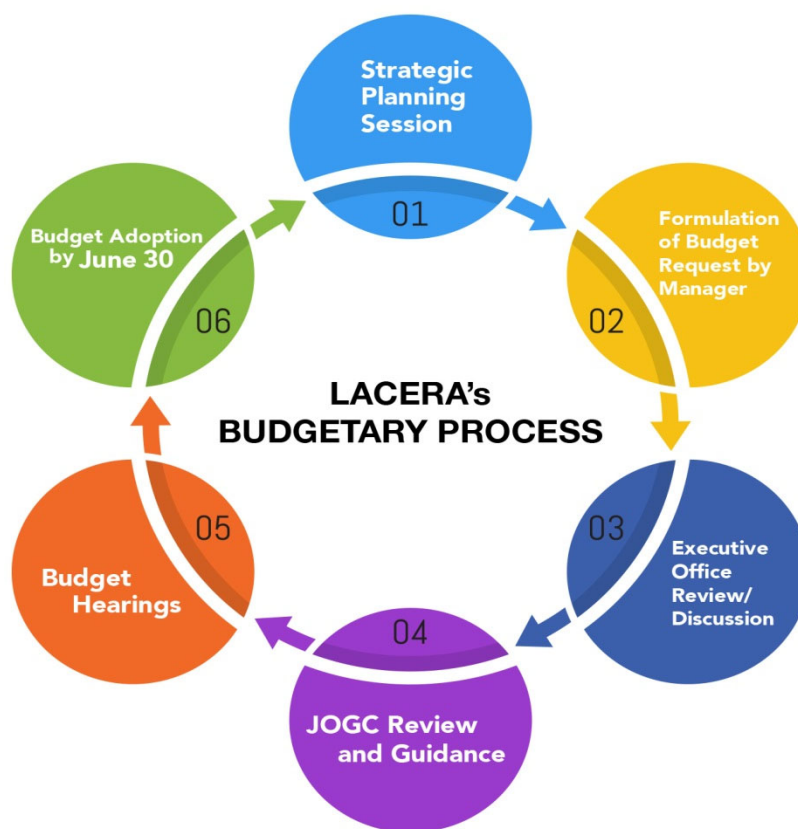 Strategic
Planning
Session
01
Formulation
of Budget
Request by
Manager
02
Executive
Office
Review/
Discussion
03
04
JOGC Review
and Guidance
05
Budget
Hearings
Budget Adoption
by June 30
06
LACERA's
BUDGETARY PROCESS